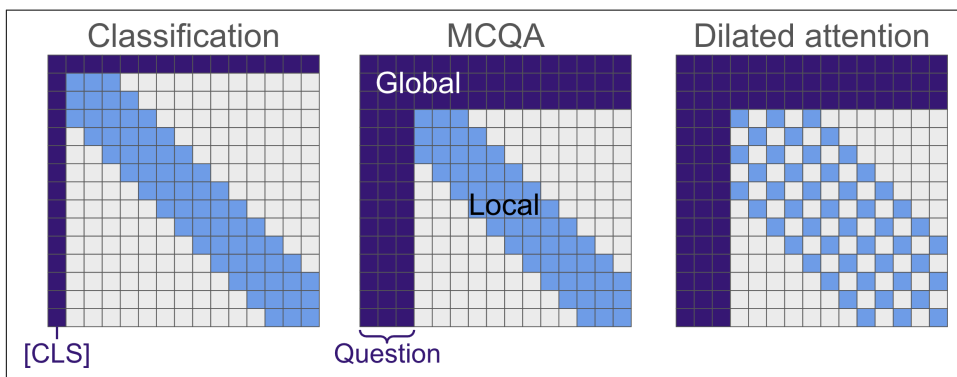 Classification
MCQA
Dilated attention
Global
Local
[CLS]
Question